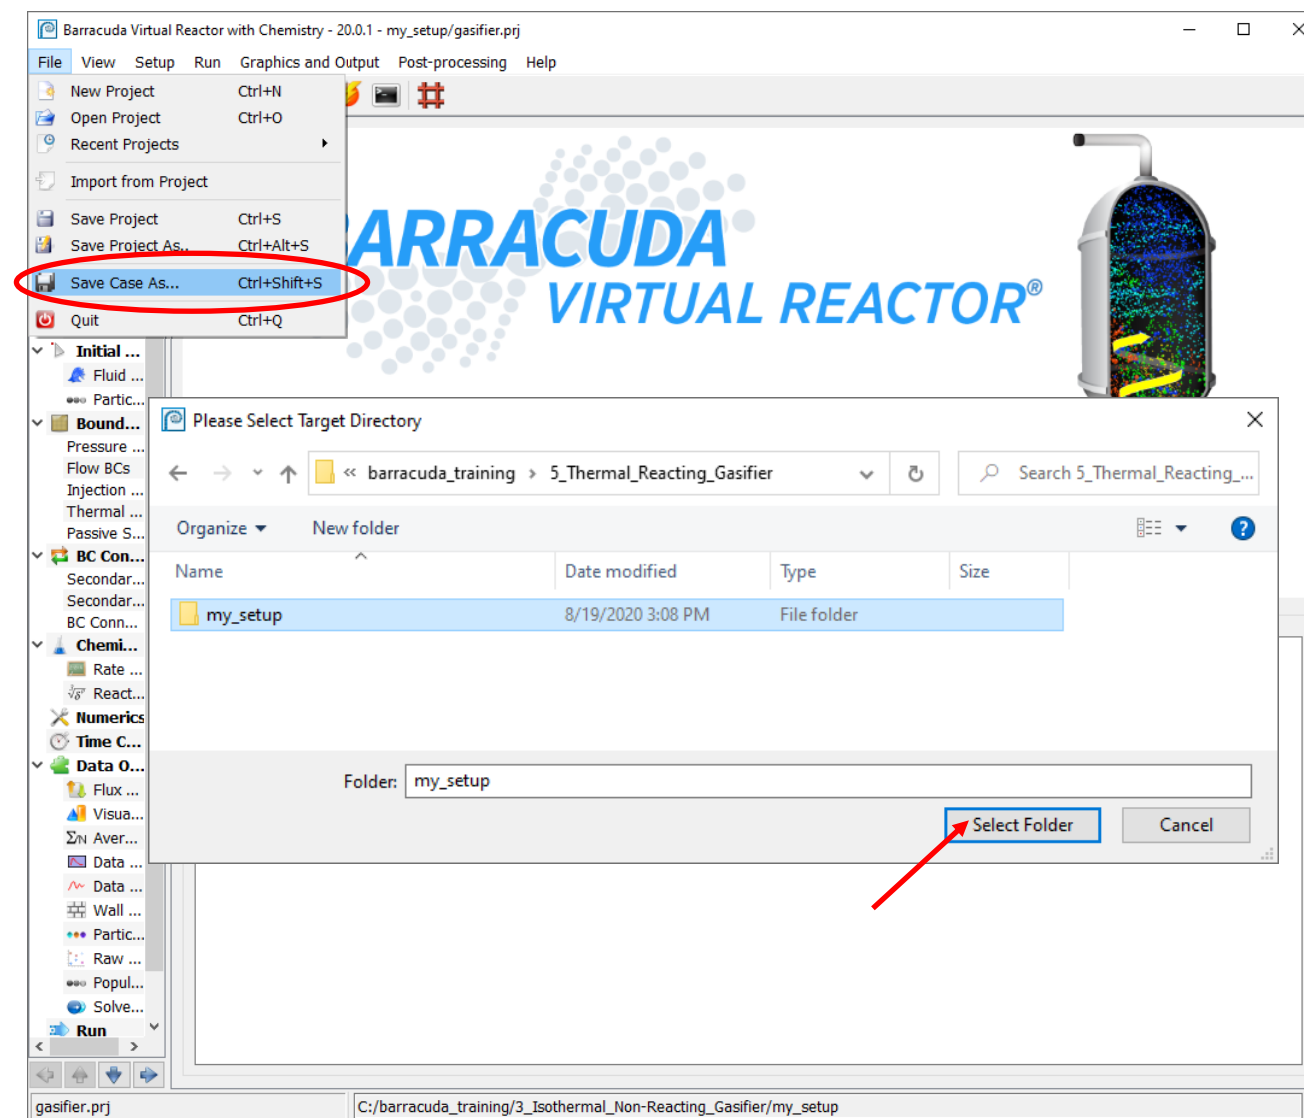 Barracuda Virtual Reactor with Chemistry - 20.0.1 - my_setup/gasifier.prj
File View Setup Run Graphics and Output Post-processing Help
New Project Ctrl+N
Open Project Ctrl+O
Recent Projects
Import from Project
Save Project Ctrl+S
Save Project As.. Ctrl+Alt+S
Save Case As... Ctrl+Shift+S
Quit Ctrl+Q
ARRACUDA
VIRTUAL REACTOR®
Initial ...
Fluid ...
Partic...
Bound...
Pressure ...
Flow BCs
Injection ...
Thermal ...
Passive S...
BC Con...
Secondar...
Secondar...
BC Conn...
Chemi...
Rate ...
React...
Numerics
Time C...
Data O...
Flux ...
Visua...
Aver...
Data ...
Data ...
Wall ...
Partic...
Raw ...
Popul...
Solve...
Run
Please Select Target Directory
« barracuda_training › 5_Thermal_Reacting_Gasifier
Search 5_Thermal_Reacting_...
Organize New folder
Name Date modified Type Size
my_setup 8/19/2020 3:08 PM File folder
Folder: my_setup
Select Folder Cancel
gasifier.prj C:/barracuda_training/3_Isothermal_Non-Reacting_Gasifier/my_setup